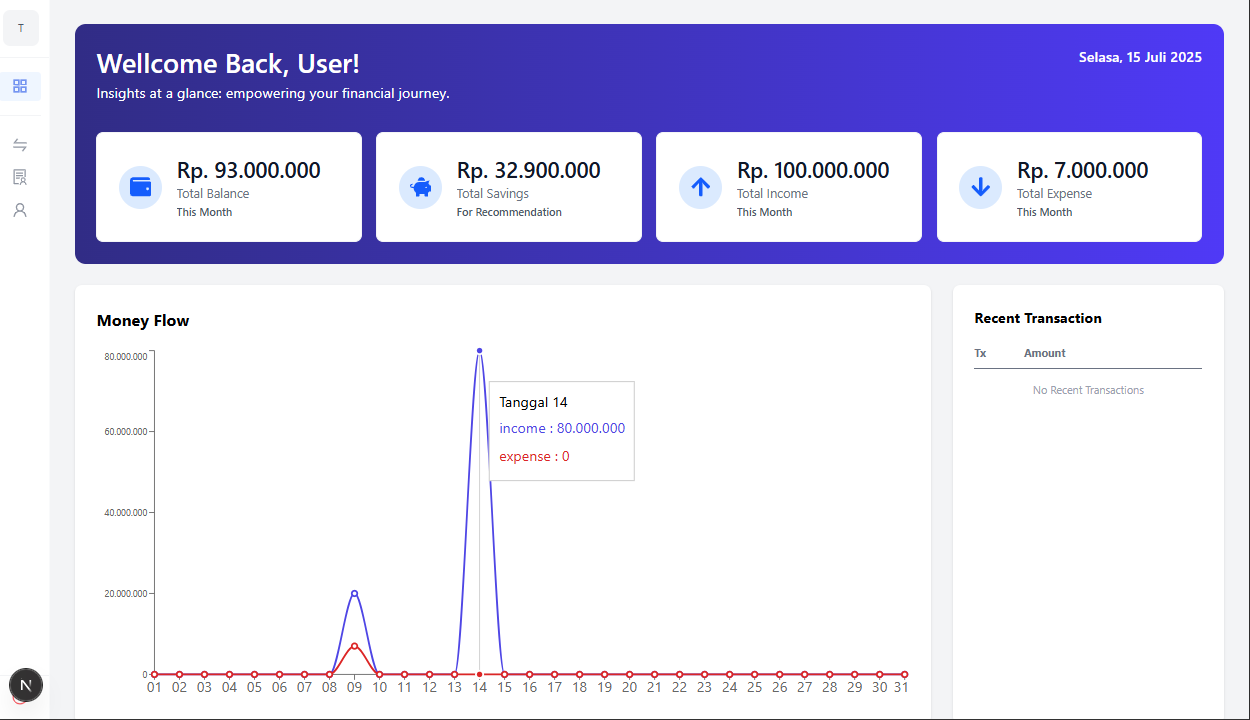 T
Wellcome Back, User!
Selasa, 15 Juli 2025
Insights at a glance: empowering your financial journey.
Rp. 93.000.000
Total Balance
This Month
Rp. 32.900.000
Total Savings
For Recommendation
Rp. 100.000.000
Total Income
This Month
Rp. 7.000.000
Total Expense
This Month
Money Flow
80.000.000
60.000.000
40.000.000
20.000.000
0
Tanggal 14
income : 80.000.000
expense : 0
01 02 03 04 05 06 07 08 09 10 11 12 13 14 15 16 17 18 19 20 21 22 23 24 25 26 27 28 29 30 31
Recent Transaction
Tx Amount
No Recent Transactions
N